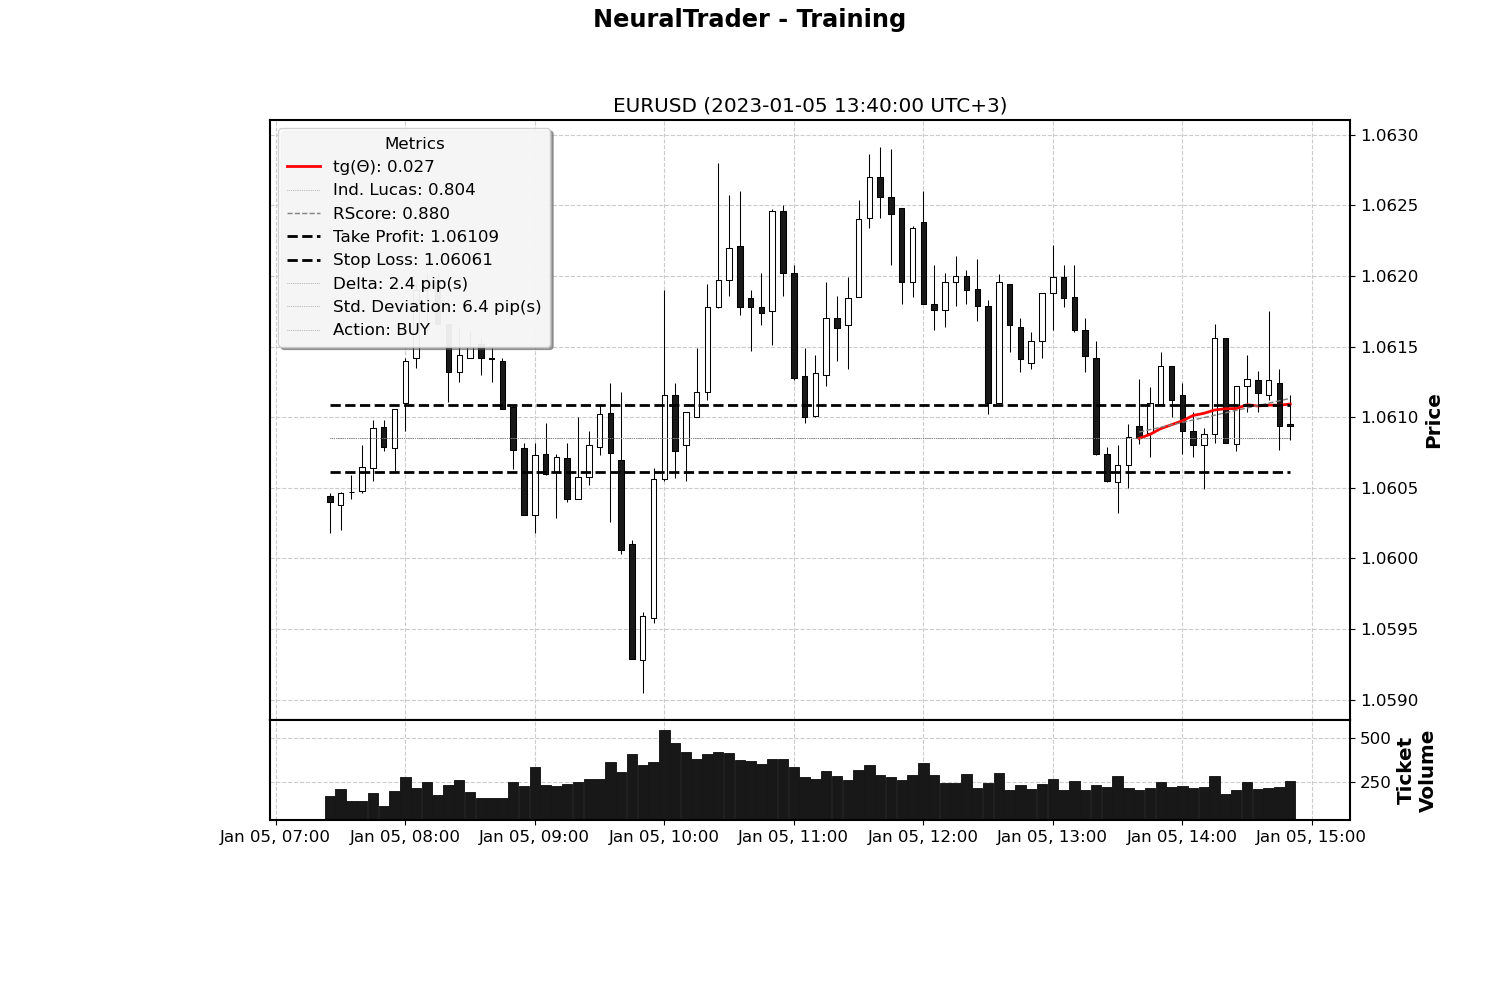 NeuralTrader - Training
EURUSD (2023-01-05 13:40:00 UTC+3)
Metrics
tg(Θ): 0.027
Ind. Lucas: 0.804
RScore: 0.880
Take Profit: 1.06109
Stop Loss: 1.06061
Delta: 2.4 pip(s)
Std. Deviation: 6.4 pip(s)
Action: BUY
1.0630
1.0625
1.0620
1.0615
1.0610
1.0605
1.0600
1.0595
1.0590
Price
500
250
Ticket
Volume
Jan 05, 07:00 Jan 05, 08:00 Jan 05, 09:00 Jan 05, 10:00 Jan 05, 11:00 Jan 05, 12:00 Jan 05, 13:00 Jan 05, 14:00 Jan 05, 15:00